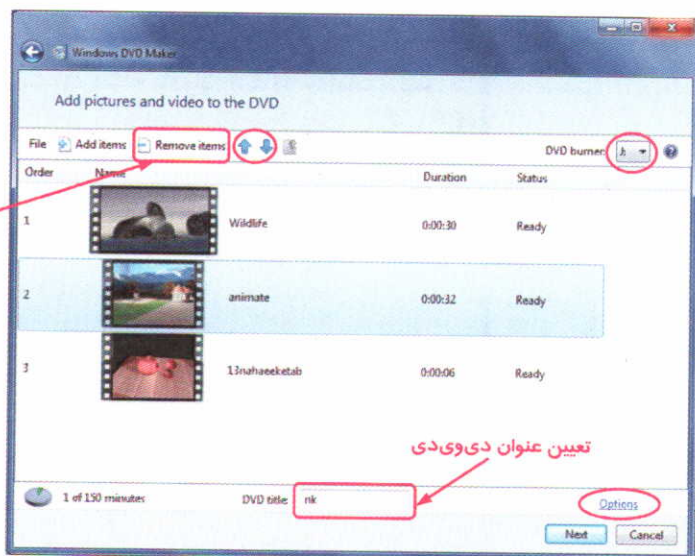 Windows DVD Maker
Add pictures and video to the DVD
File Add items Remove items DVD burner:
Order Name Duration Status
1 Wildlife 0:00:30 Ready
2 animate 0:00:32 Ready
3 13nahaeeketab 0:00:06 Ready
تعیین عنوان دی‌وی‌دی
1 of 150 minutes DVD title: nk Options
Next Cancel